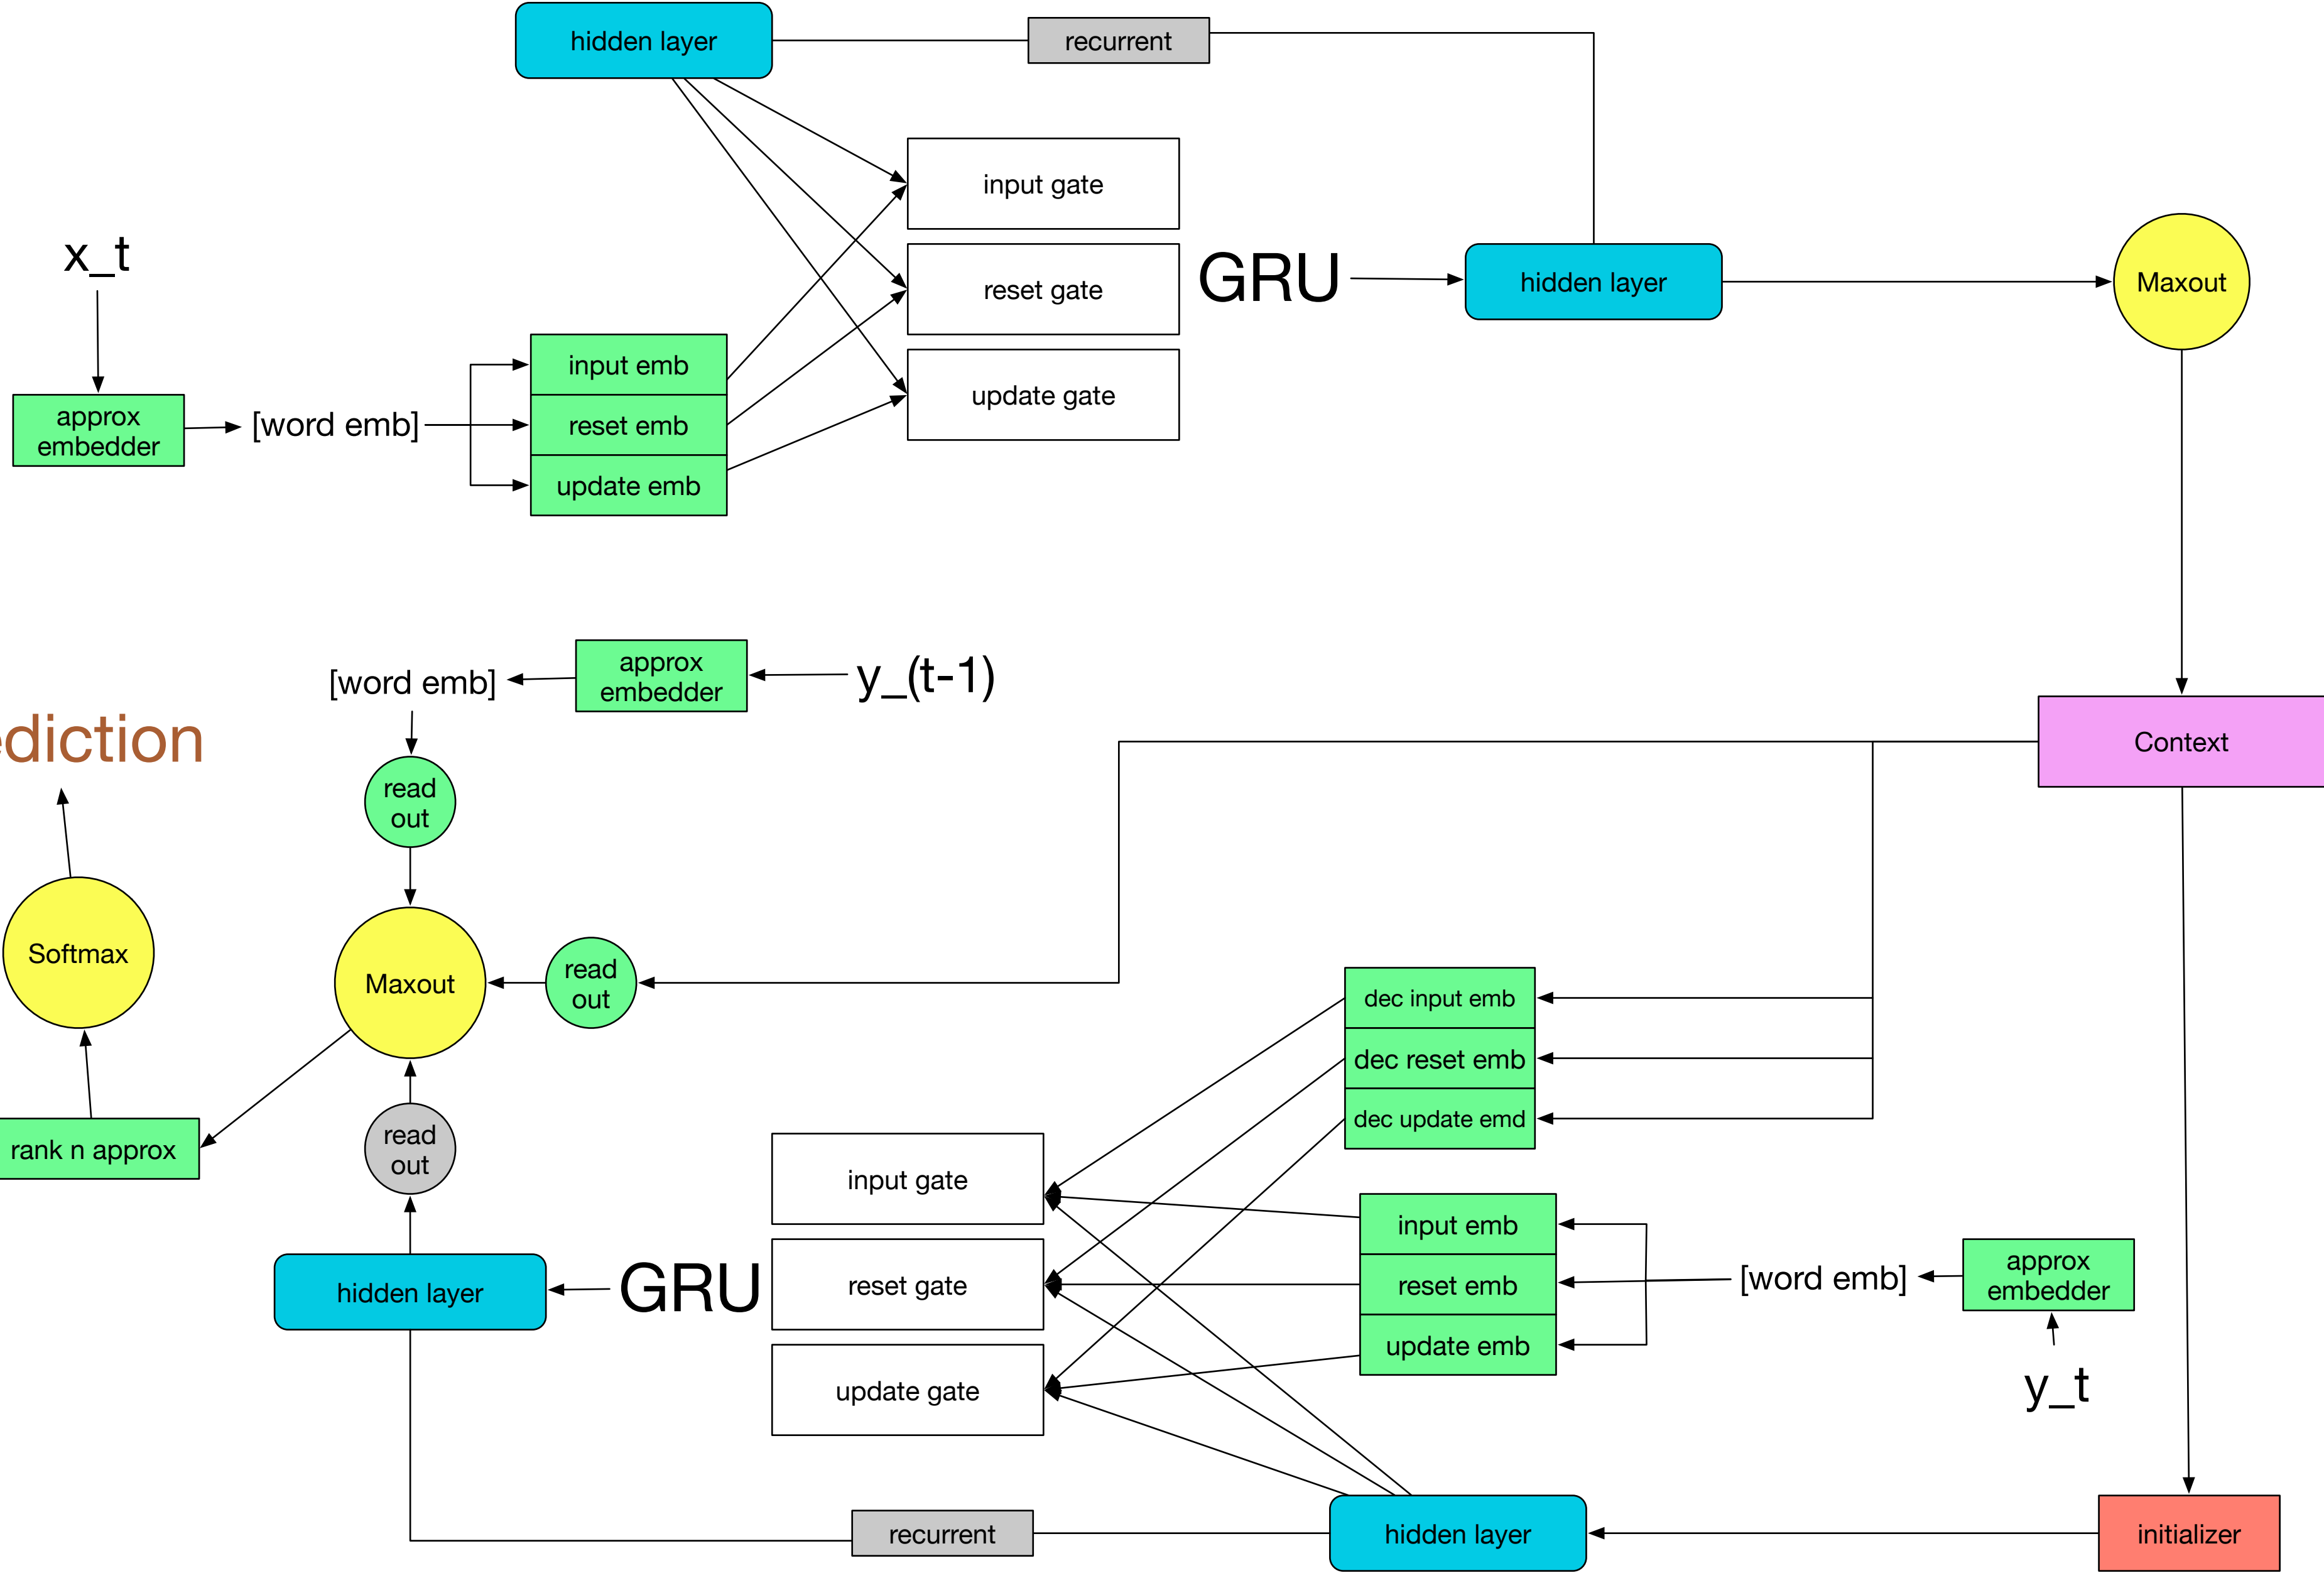 hidden layer
recurrent
input gate
x_t
reset gate
GRU
hidden layer
Maxout
input emb
update gate
approx
embedder
[word emb]
reset emb
update emb
[word emb]
approx
embedder
y_(t-1)
ediction
Context
read
out
Softmax
Maxout
read
out
dec input emb
dec reset emb
dec update emd
rank n approx
read
out
input gate
input emb
hidden layer
GRU
reset gate
reset emb
[word emb]
approx
embedder
update gate
update emb
y_t
recurrent
hidden layer
initializer